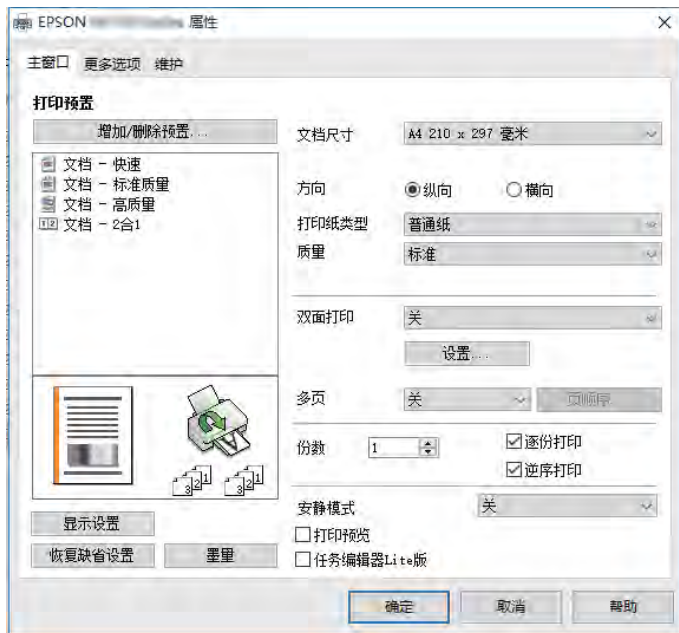 EPSON 属性
主窗口 更多选项 维护
打印预置
增加/删除预置...
文档 - 快速
文档 - 标准质量
文档 - 高质量
文档 - 2合1
文档尺寸 A4 210 x 297 毫米
方向 纵向 横向
打印纸类型 普通纸
质量 标准
双面打印 关
设置.....
多页 关 页顺序
份数 1 逐份打印
逆序打印
安静模式 关
打印预览
任务编辑器Lite版
显示设置
恢复缺省设置 墨量
确定 取消 帮助